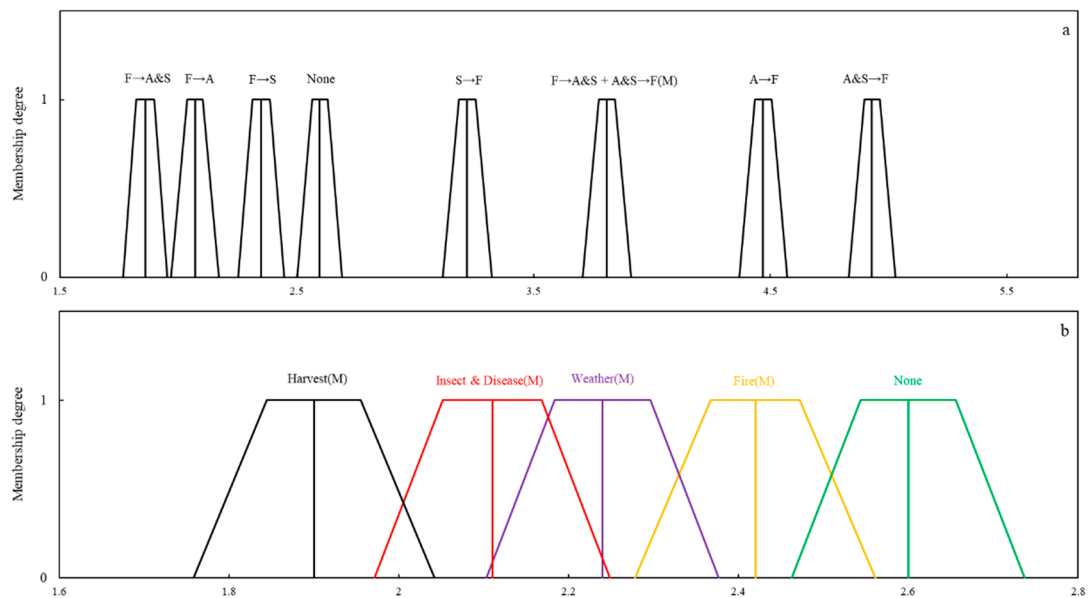 a
F→A&S F→A F→S None S→F F→A&S + A&S→F(M) A→F A&S→F
Membership degree
1
0
1.5 2.5 3.5 4.5 5.5
b
Harvest(M) Insect & Disease(M) Weather(M) Fire(M) None
Membership degree
1
0
1.6 1.8 2 2.2 2.4 2.6 2.8